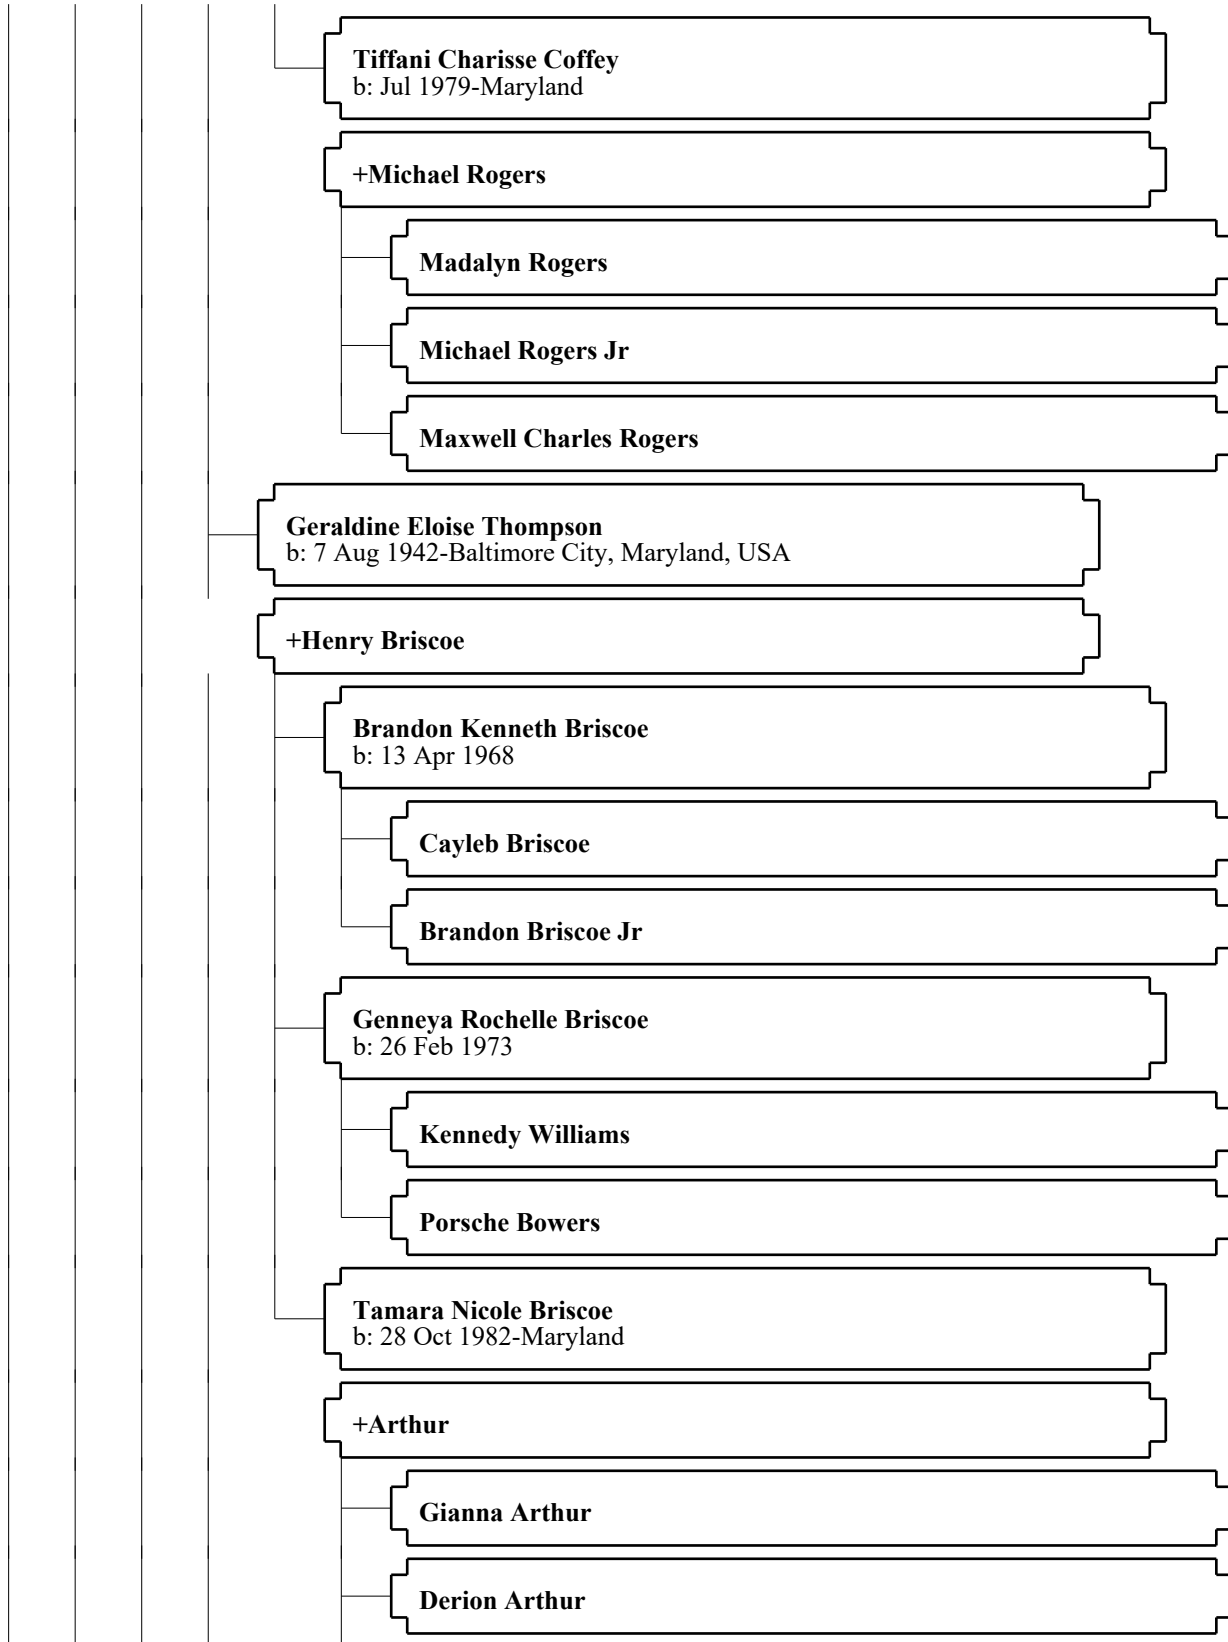 Tiffani Charisse Coffey
b: Jul 1979-Maryland
+Michael Rogers
Madalyn Rogers
Michael Rogers Jr
Maxwell Charles Rogers
Geraldine Eloise Thompson
b: 7 Aug 1942-Baltimore City, Maryland, USA
+Henry Briscoe
Brandon Kenneth Briscoe
b: 13 Apr 1968
Cayleb Briscoe
Brandon Briscoe Jr
Genneya Rochelle Briscoe
b: 26 Feb 1973
Kennedy Williams
Porsche Bowers
Tamara Nicole Briscoe
b: 28 Oct 1982-Maryland
+Arthur
Gianna Arthur
Derion Arthur